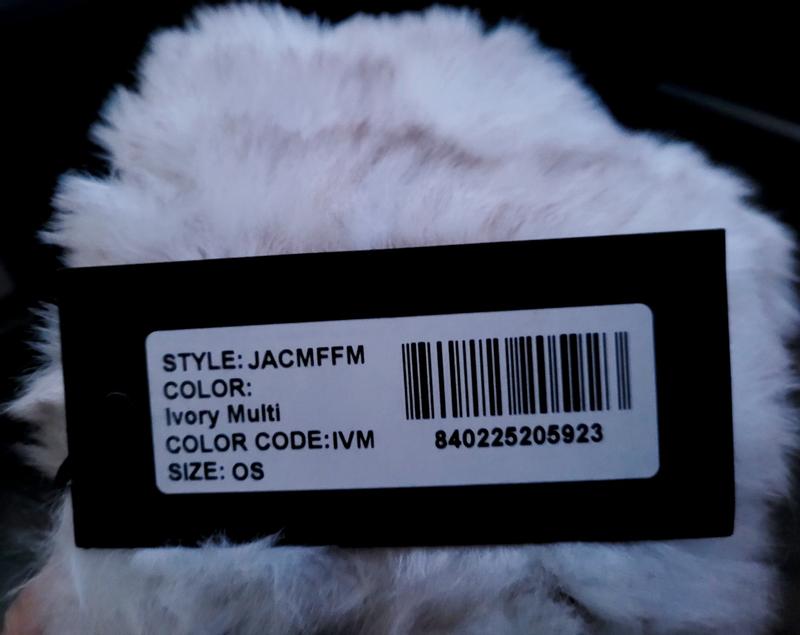 STYLE: JACMFFM
COLOR:
Ivory Multi
COLOR CODE:IVM
SIZE: OS
840225205923